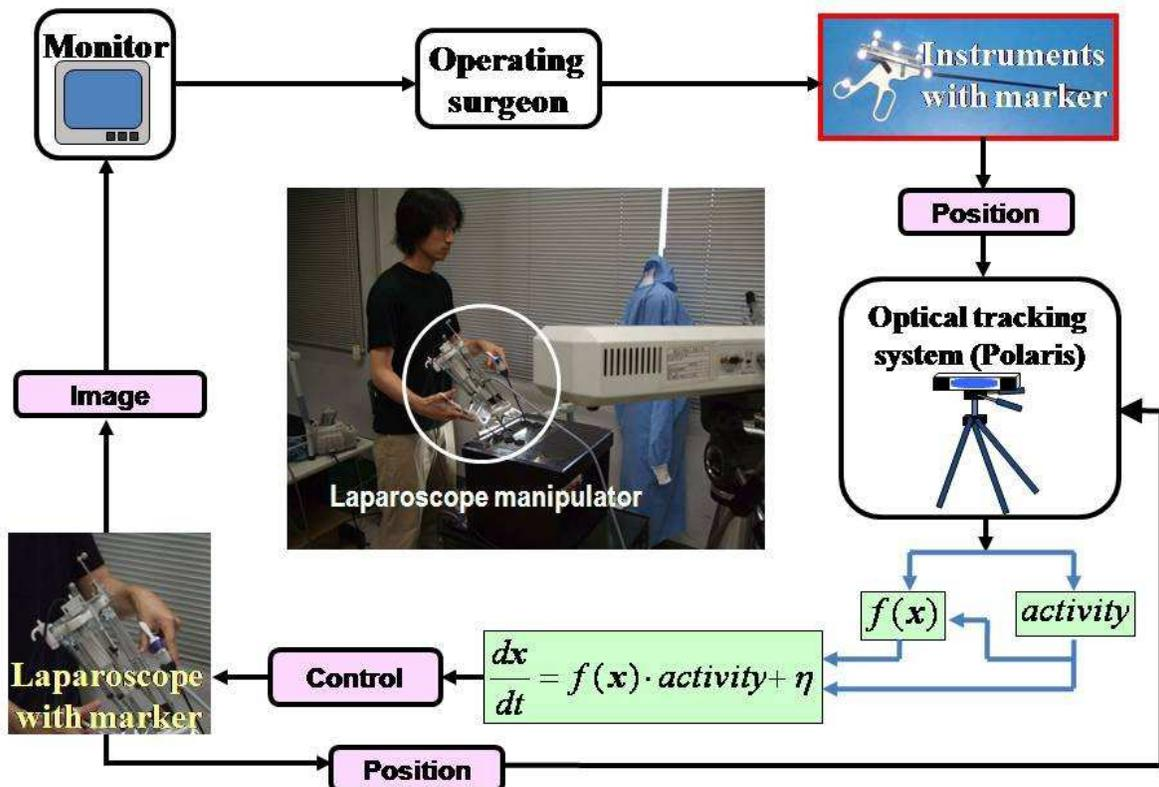 Monitor
Operating
surgeon
Instruments
with marker
Position
Optical tracking
system (Polaris)
Image
Laparoscope manipulator
f(x)
activity
Laparoscope
with marker
Control
dx/dt = f(x)·activity+ η
Position